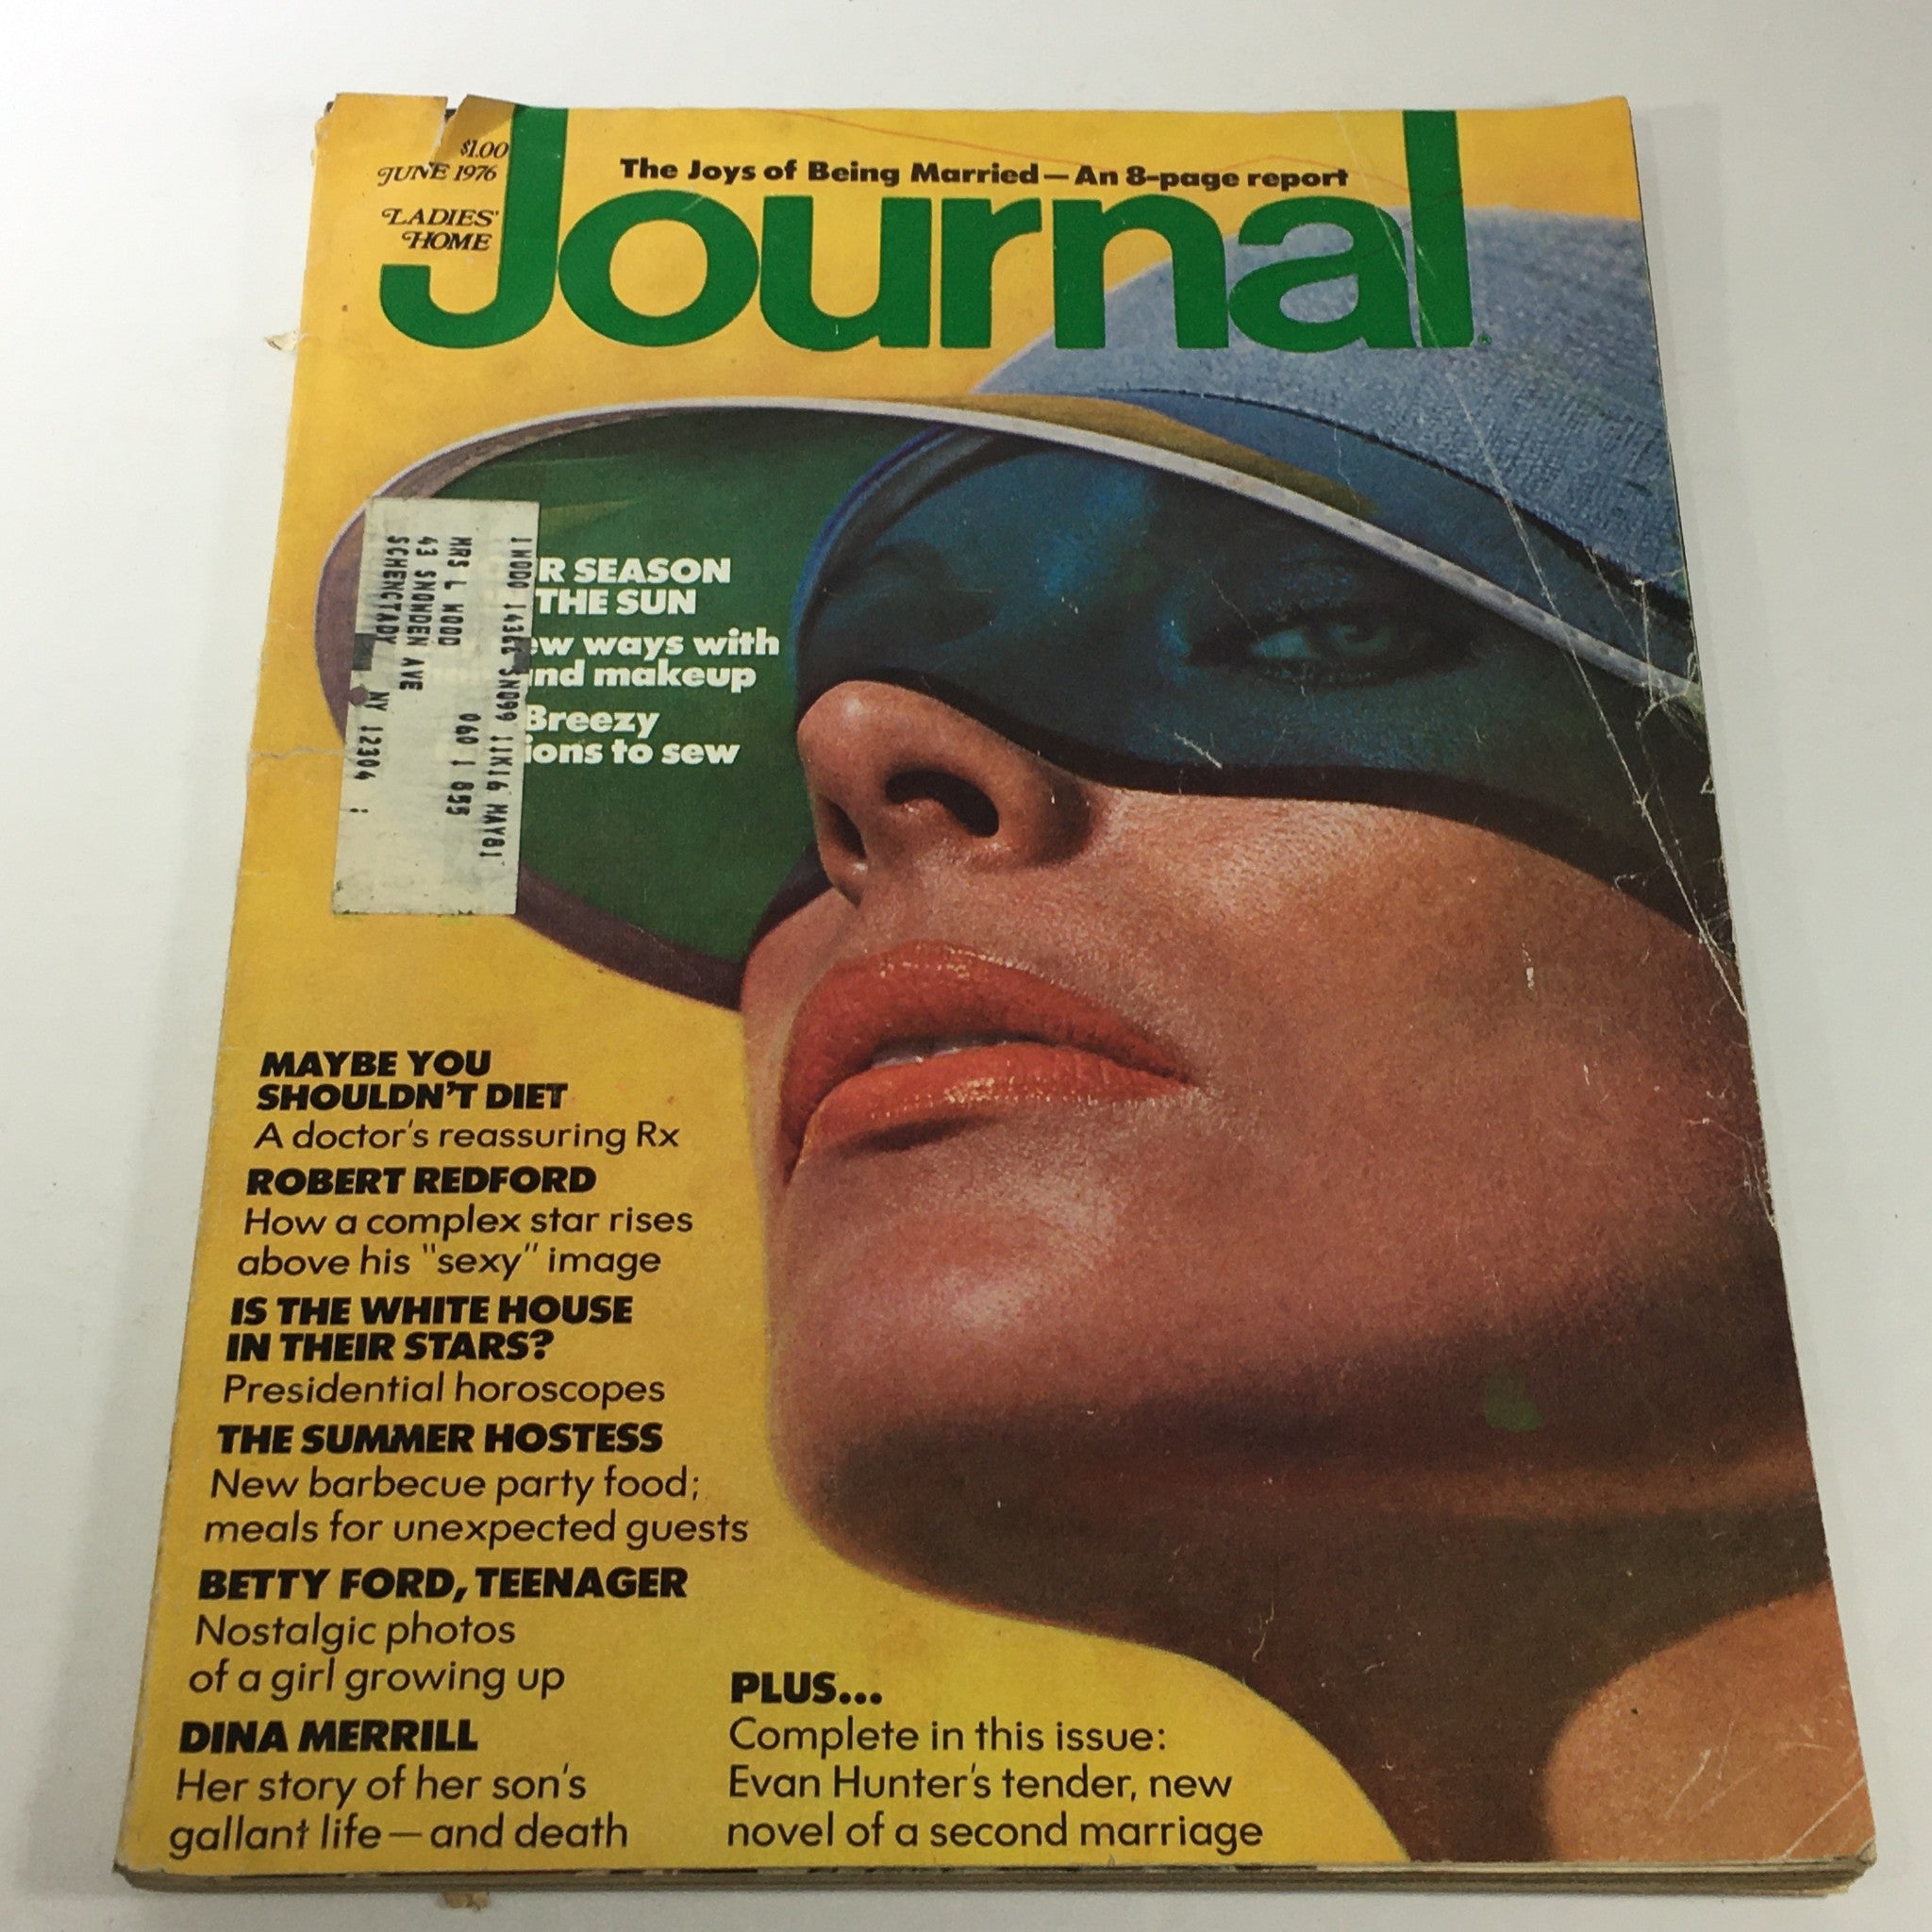 $1.00
JUNE 1976
LADIES'
HOME
The Joys of Being Married—An 8-page report
Journal
R SEASON
THE SUN
ew ways with
and makeup
Breezy
ions to sew
MRS L WODD
43 SNOWDEN AVE
SCHENCTADY NY 12304
060 1 855
MAYBE YOU
SHOULDN'T DIET
A doctor's reassuring Rx
ROBERT REDFORD
How a complex star rises
above his "sexy" image
IS THE WHITE HOUSE
IN THEIR STARS?
Presidential horoscopes
THE SUMMER HOSTESS
New barbecue party food;
meals for unexpected guests
BETTY FORD, TEENAGER
Nostalgic photos
of a girl growing up
DINA MERRILL
Her story of her son's
gallant life—and death
PLUS...
Complete in this issue:
Evan Hunter's tender, new
novel of a second marriage